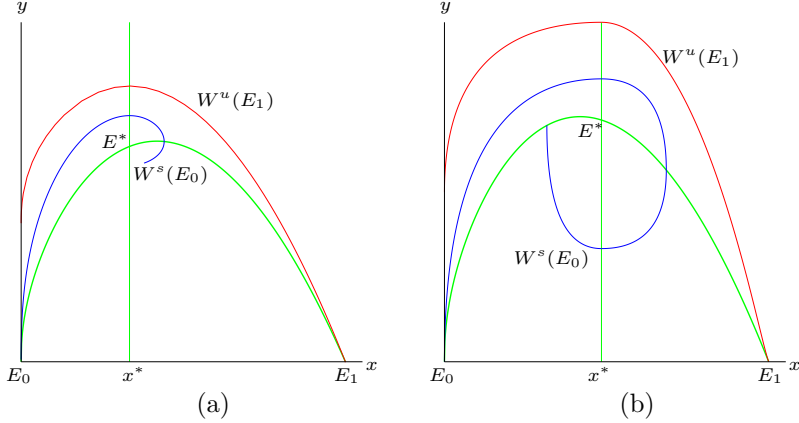 y
W^u(E_1)
E^*
W^s(E_0)
E_0
x^*
E_1
x
(a)
y
W^u(E_1)
E^*
W^s(E_0)
E_0
x^*
E_1
x
(b)